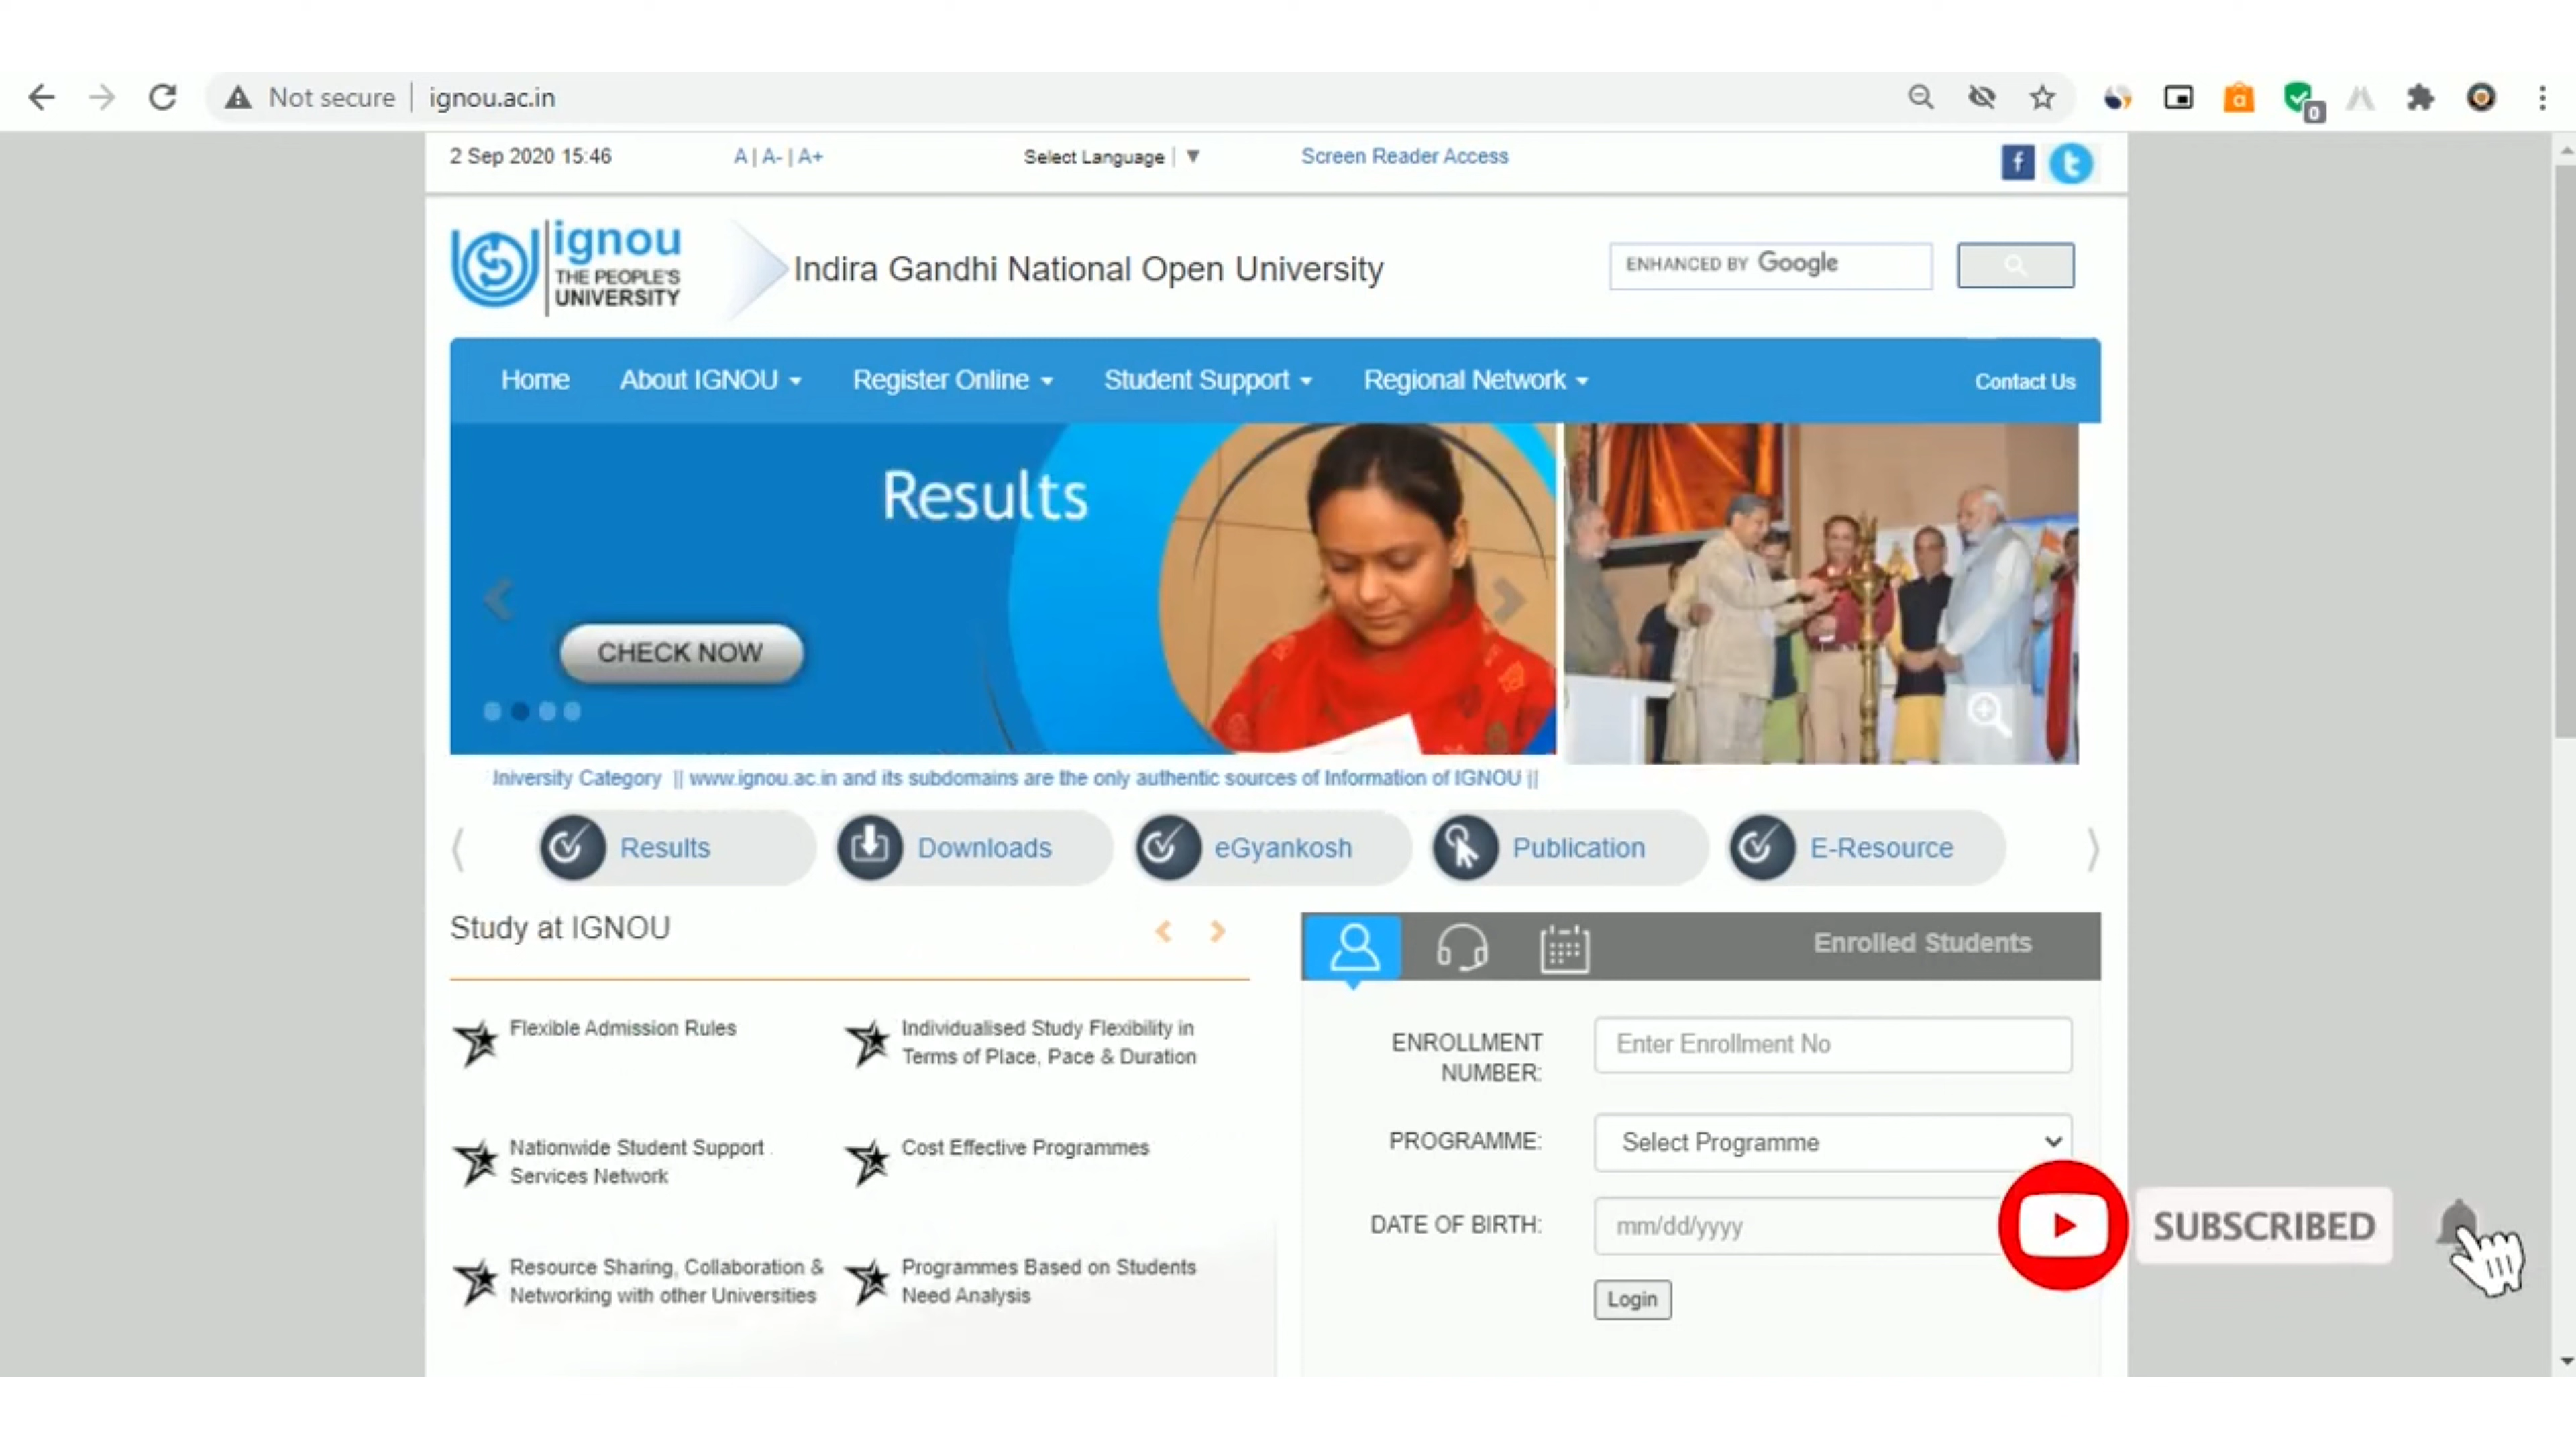 Not secure | ignou.ac.in
2 Sep 2020 15:46
A | A- | A+
Select Language | ▼
Screen Reader Access
ignou
THE PEOPLE'S
UNIVERSITY
Indira Gandhi National Open University
ENHANCED BY Google
Home
About IGNOU
Register Online
Student Support
Regional Network
Contact Us
Results
CHECK NOW
University Category || www.ignou.ac.in and its subdomains are the only authentic sources of Information of IGNOU ||
Results
Downloads
eGyankosh
Publication
E-Resource
Study at IGNOU
Enrolled Students
Flexible Admission Rules
Individualised Study Flexibility in
Terms of Place, Pace & Duration
Nationwide Student Support
Services Network
Cost Effective Programmes
Resource Sharing, Collaboration &
Networking with other Universities
Programmes Based on Students
Need Analysis
ENROLLMENT
NUMBER:
Enter Enrollment No
PROGRAMME:
Select Programme
DATE OF BIRTH:
mm/dd/yyyy
Login
SUBSCRIBED